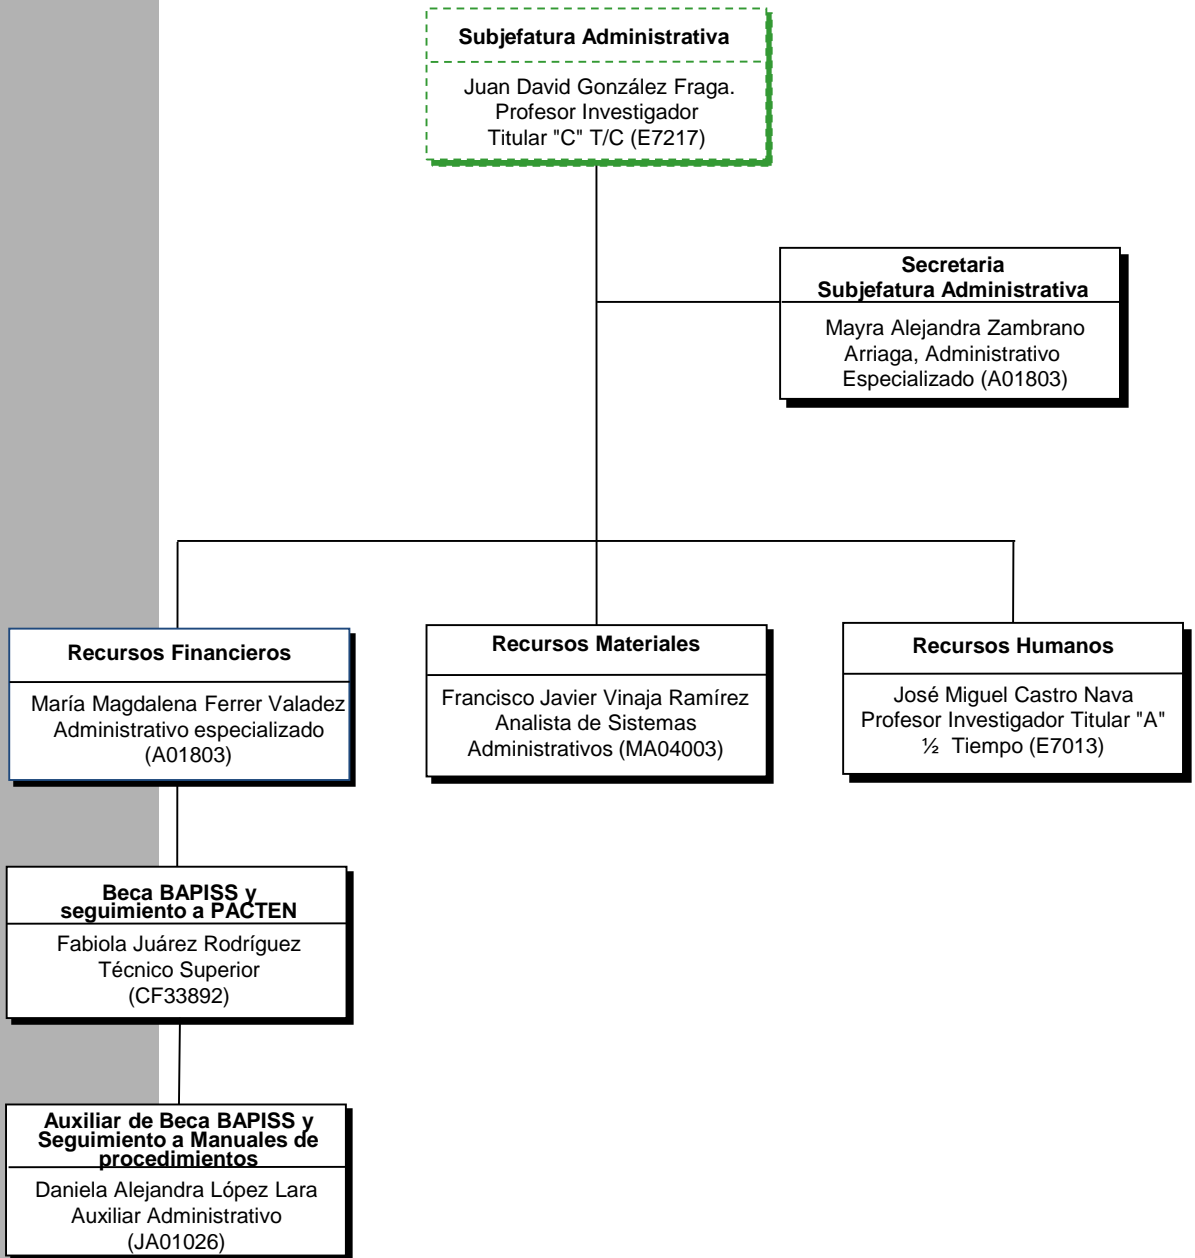 Subjefatura Administrativa
Juan David González Fraga.
Profesor Investigador
Titular "C" T/C (E7217)
Secretaria
Subjefatura Administrativa
Mayra Alejandra Zambrano
Arriaga, Administrativo
Especializado (A01803)
Recursos Financieros
María Magdalena Ferrer Valadez
Administrativo especializado
(A01803)
Recursos Materiales
Francisco Javier Vinaja Ramírez
Analista de Sistemas
Administrativos (MA04003)
Recursos Humanos
José Miguel Castro Nava
Profesor Investigador Titular "A"
½ Tiempo (E7013)
Beca BAPISS y
seguimiento a PACTEN
Fabiola Juárez Rodríguez
Técnico Superior
(CF33892)
Auxiliar de Beca BAPISS y
Seguimiento a Manuales de
procedimientos
Daniela Alejandra López Lara
Auxiliar Administrativo
(JA01026)